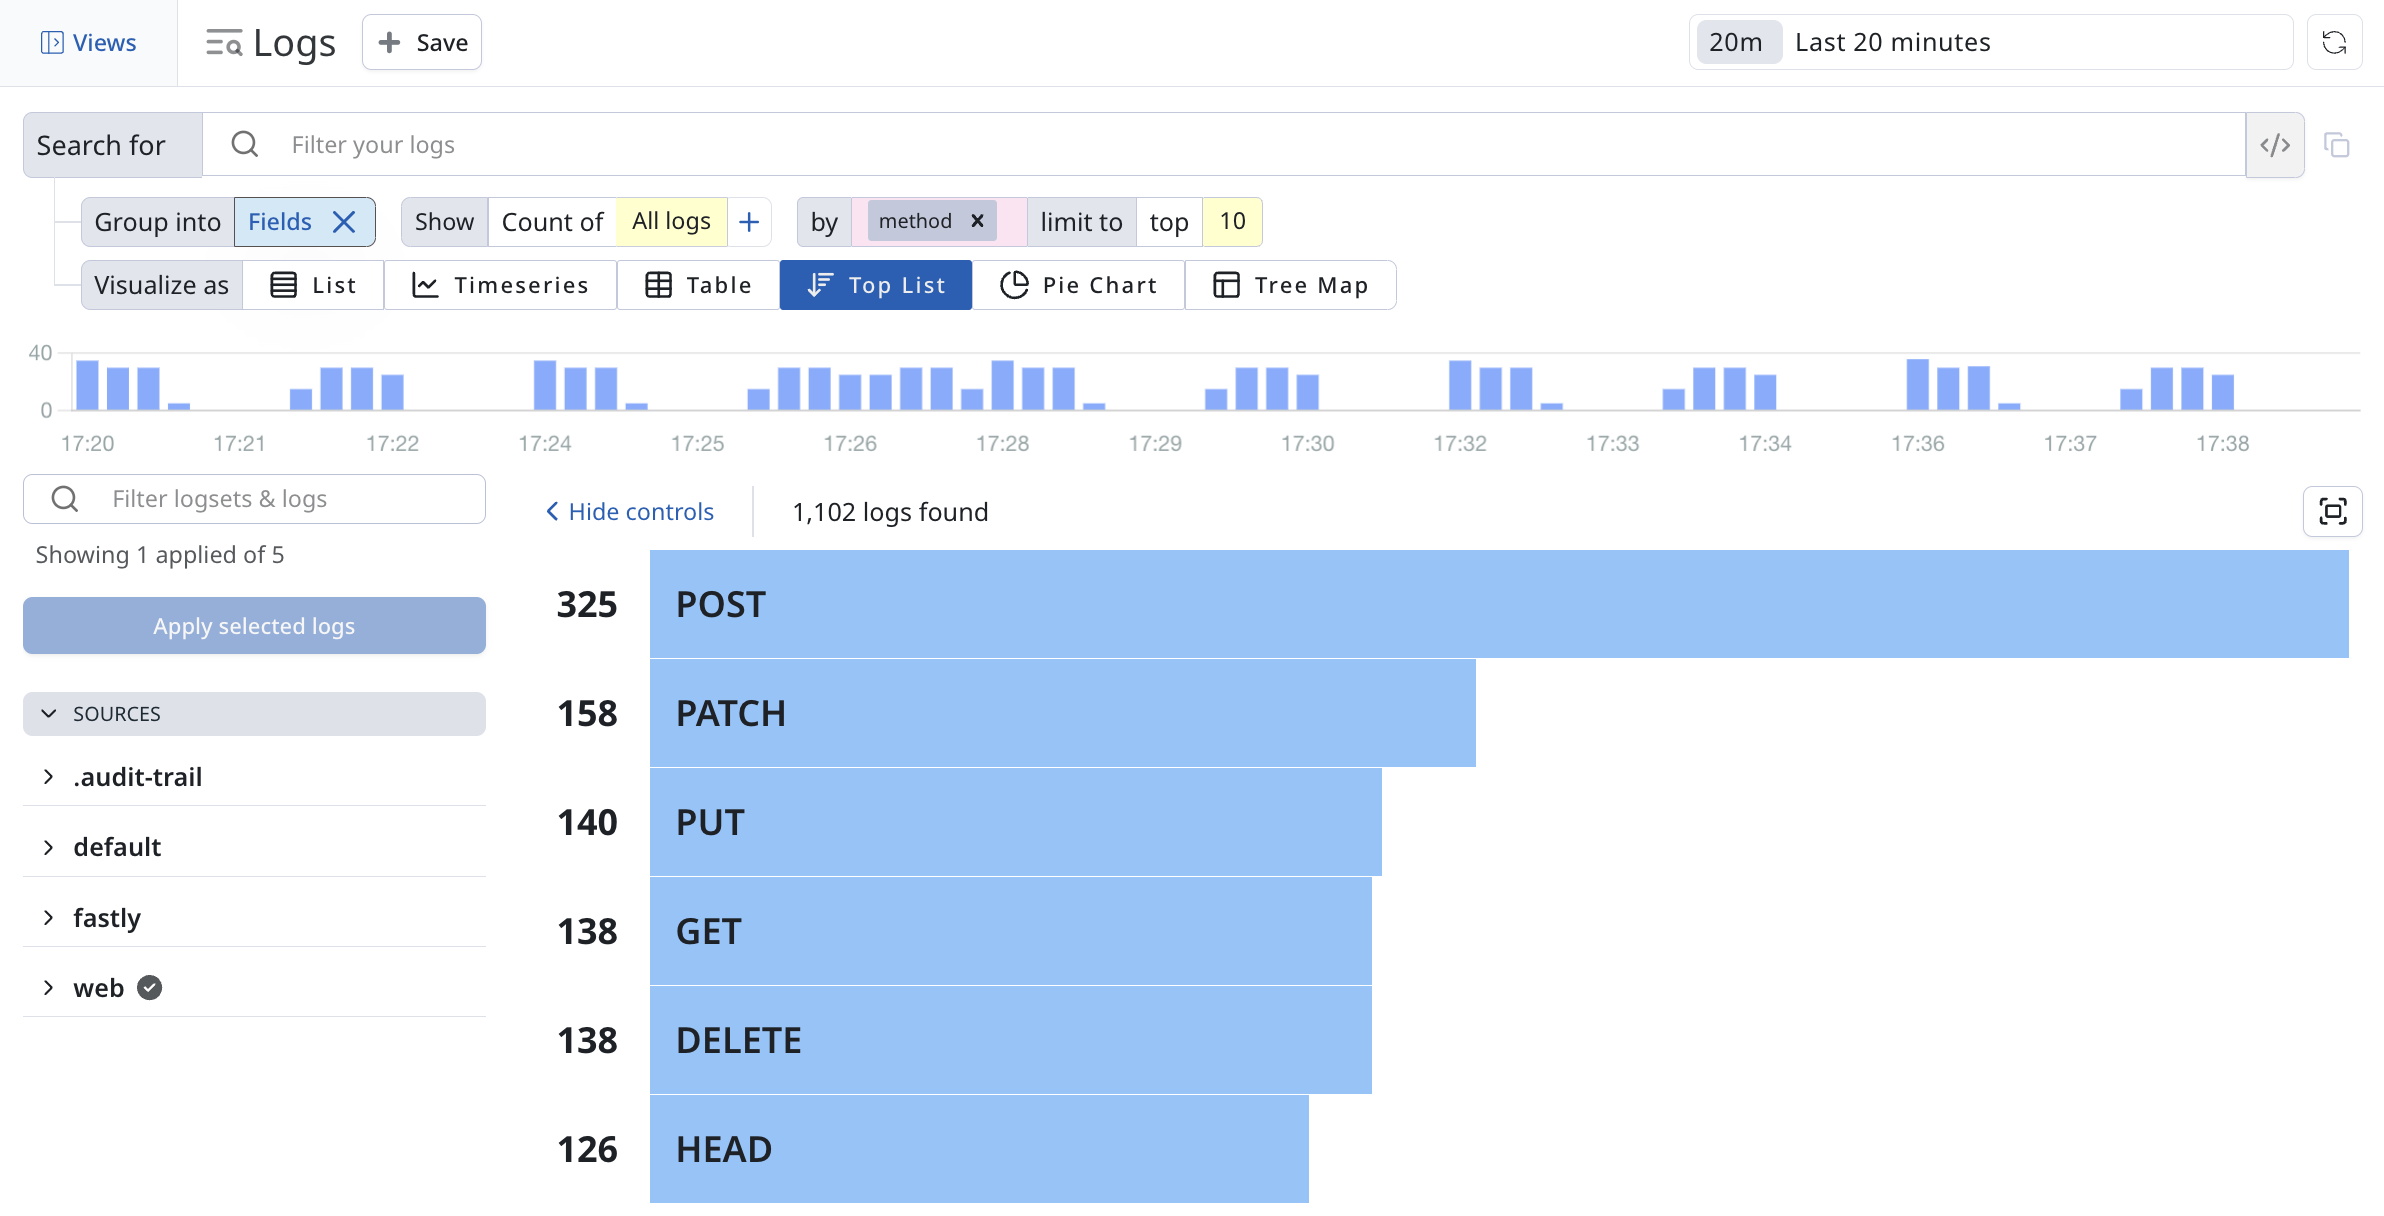 Views
Logs
Save
20m Last 20 minutes
Search for Filter your logs
Group into Fields Show Count of All logs by method limit to top 10
Visualize as List Timeseries Table Top List Pie Chart Tree Map
40
0
17:20 17:21 17:22 17:24 17:25 17:26 17:28 17:29 17:30 17:32 17:33 17:34 17:36 17:37 17:38
Filter logsets & logs
Showing 1 applied of 5
Apply selected logs
SOURCES
.audit-trail
default
fastly
web
Hide controls 1,102 logs found
325 POST
158 PATCH
140 PUT
138 GET
138 DELETE
126 HEAD